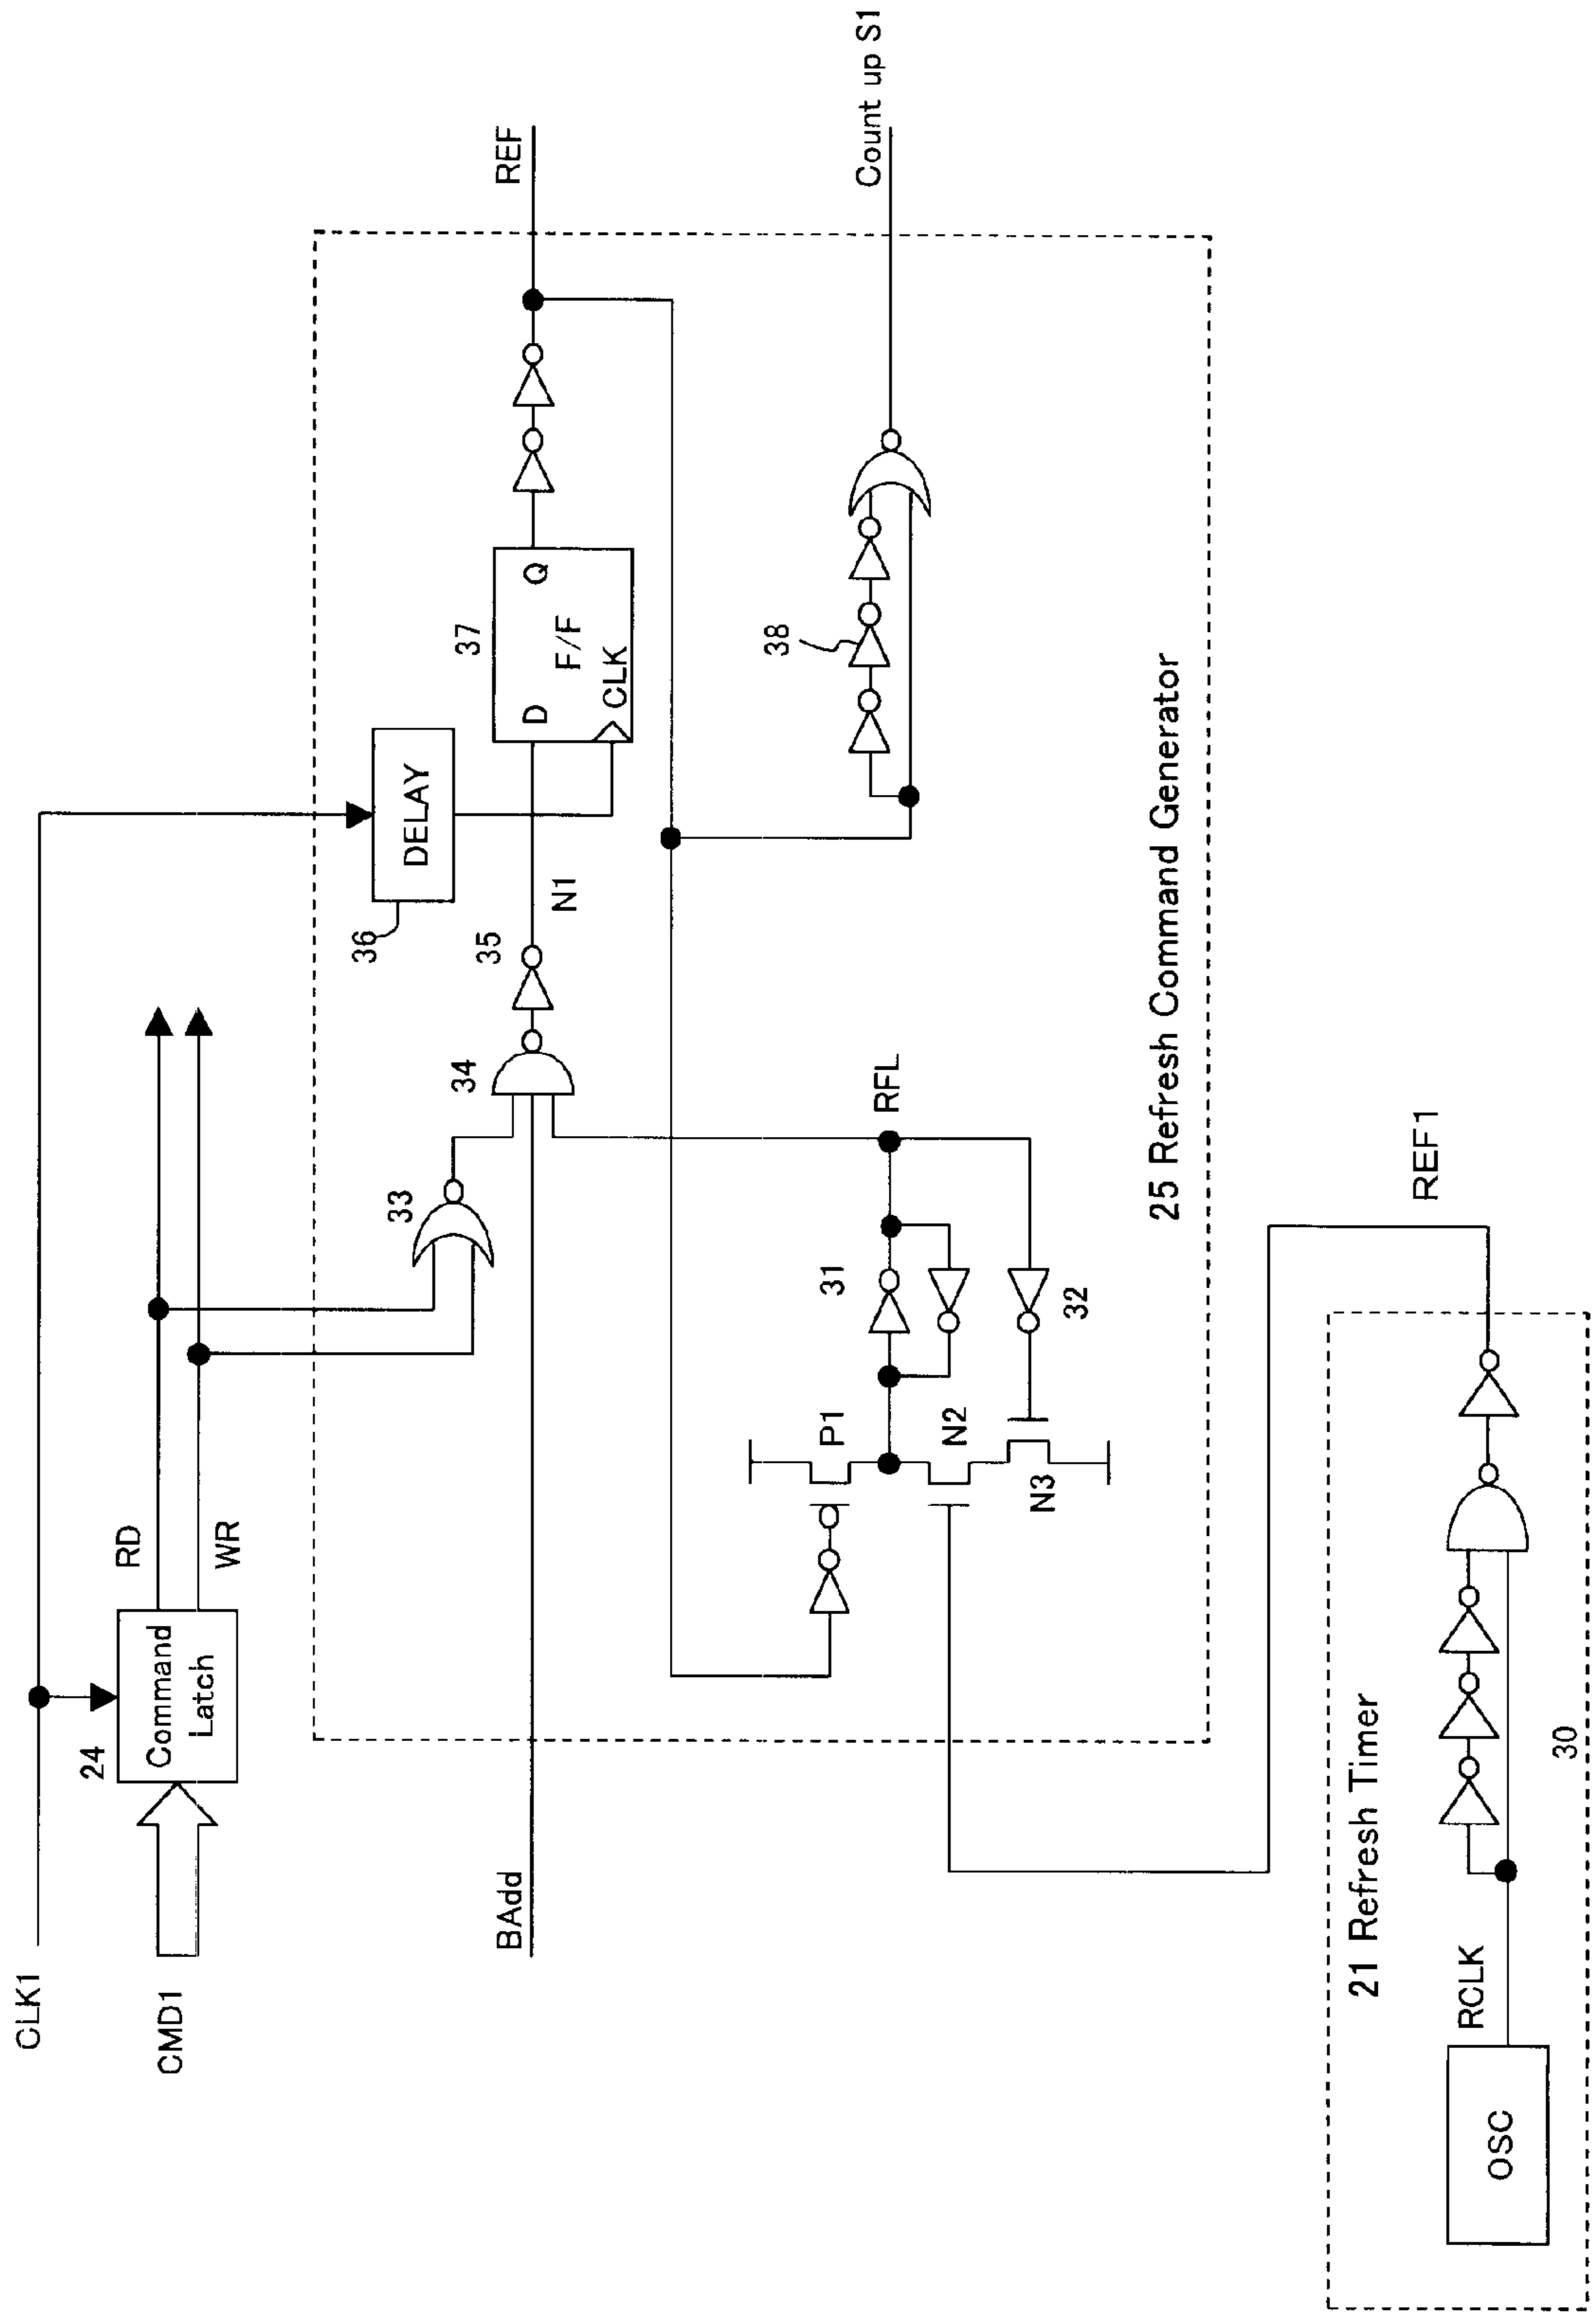 CLK1
CMD1
24
Command
Latch
RD
WR
BAdd
33
34
35
N1
36
DELAY
37
D
Q
F/F
CLK
REF
38
Count up S1
P1
N2
N3
31
32
RFL
25 Refresh Command Generator
REF1
21 Refresh Timer
RCLK
OSC
30